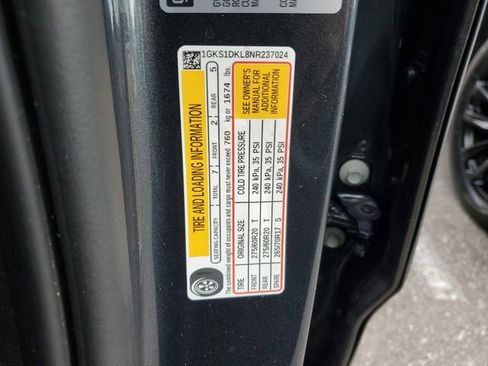 1GKS1DKL8NR237024
TIRE AND LOADING INFORMATION
SEATING CAPACITY TOTAL 7 FRONT 2 REAR 5
The combined weight of occupants and cargo must never exceed 760 kg or 1674 lbs.
TIRE ORIGINAL SIZE COLD TIRE PRESSURE
FRONT 275/60R20 T 240 kPa, 35 PSI
REAR 275/60R20 T 240 kPa, 35 PSI
SPARE 265/70R17 S 240 kPa, 35 PSI
SEE OWNER'S
MANUAL FOR
ADDITIONAL
INFORMATION